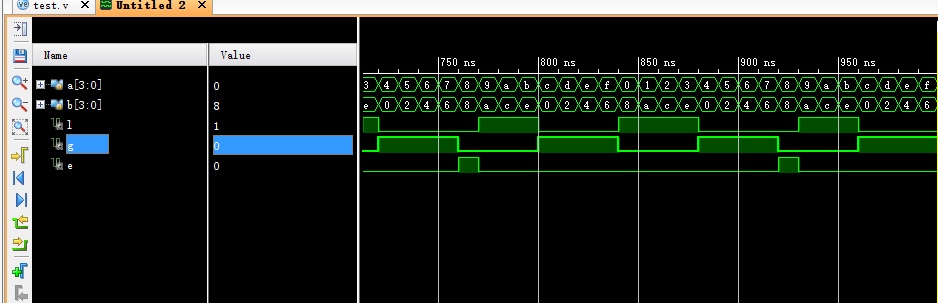 test.v
Untitled 2
Name Value
750 ns 800 ns 850 ns 900 ns 950 ns
a[3:0] 0 3 4 5 6 7 8 9 a b c d e f 0 1 2 3 4 5 6 7 8 9 a b c d e f
b[3:0] 8 e 0 2 4 6 8 a c e 0 2 4 6 8 a c e 0 2 4 6 8 a c e 0 2 4 6
l 1
g 0
e 0